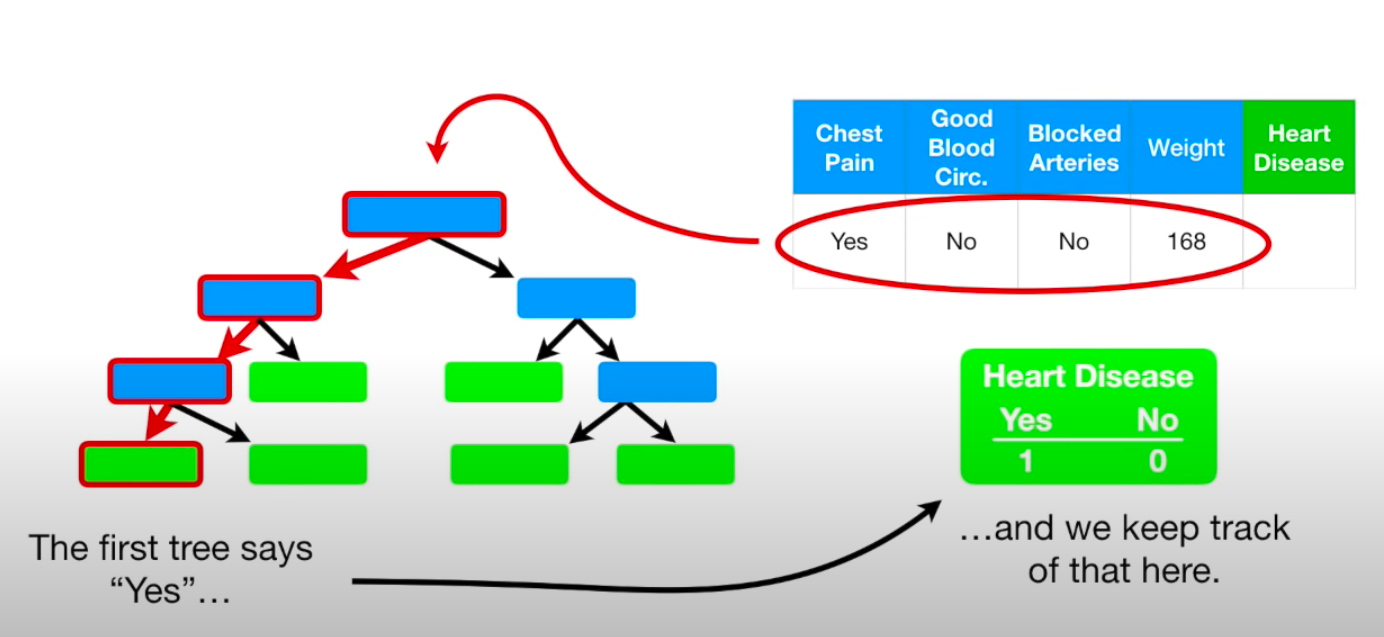 Chest
Pain
Good
Blood
Circ.
Blocked
Arteries
Weight
Heart
Disease
Yes
No
No
168
Heart Disease
Yes No
1 0
The first tree says
“Yes”…
…and we keep track
of that here.